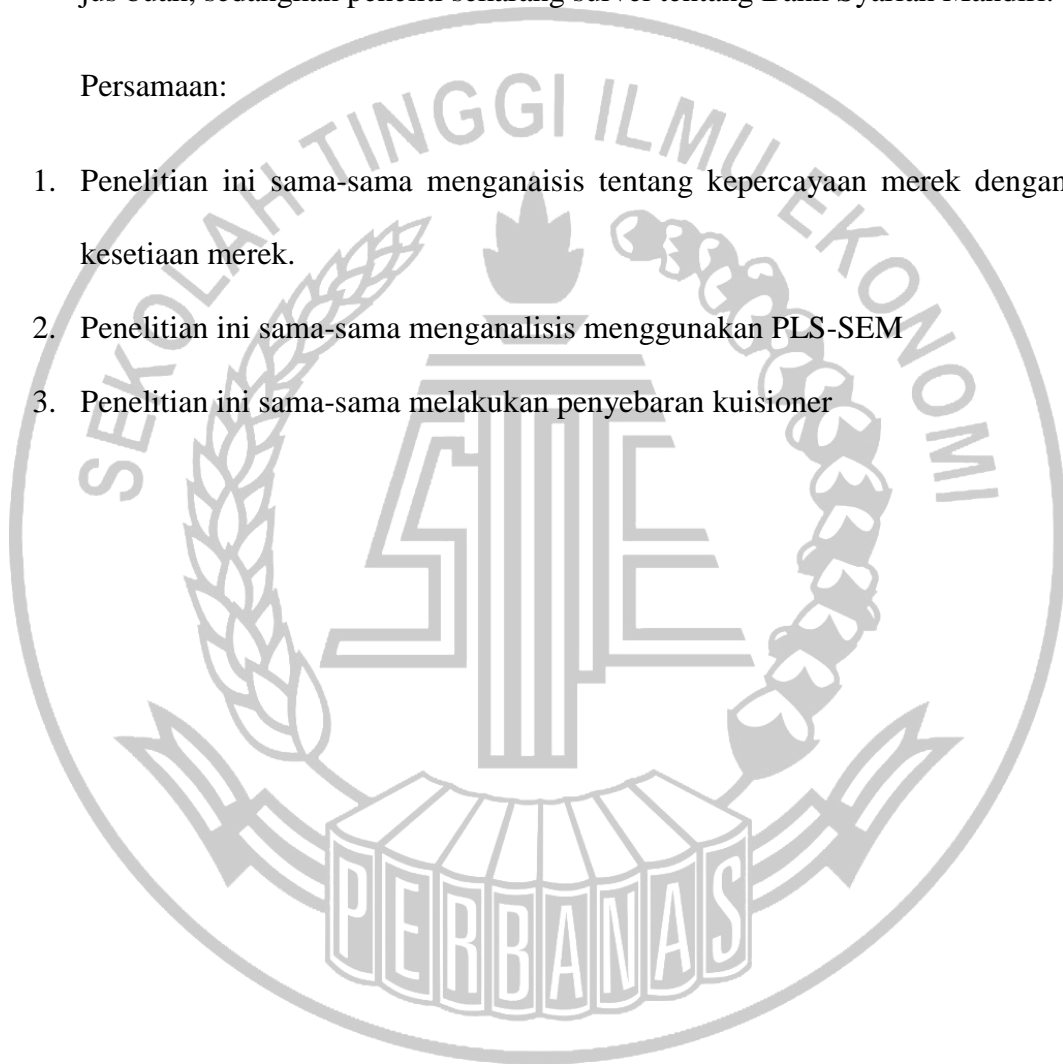 jus buah, sedangkan peneliti sekarang survei tentang Bank Syariah Mandiri.
Persamaan:
1. Penelitian ini sama-sama menganaisis tentang kepercayaan merek dengan
kesetiaan merek.
2. Penelitian ini sama-sama menganalisis menggunakan PLS-SEM
3. Penelitian ini sama-sama melakukan penyebaran kuisioner
SEKOLAH TINGGI ILMU EKONOMI
PERBANAS